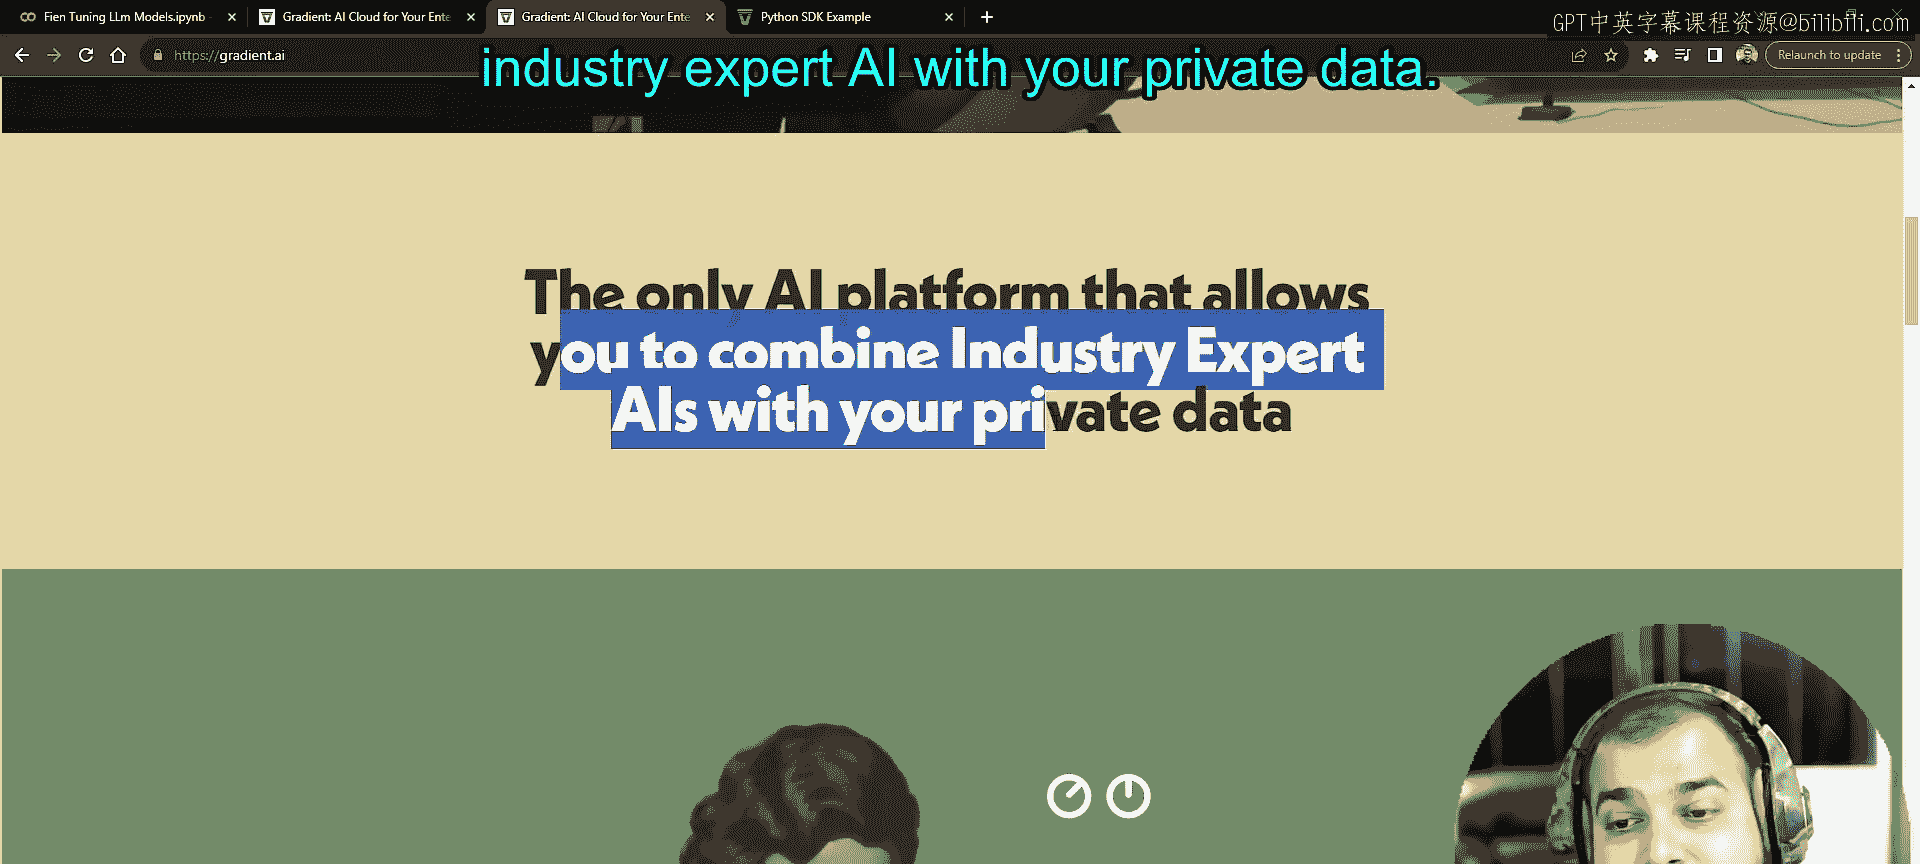 Fien Tuning LLm Models.ipynb
Gradient: AI Cloud for Your Ente
Gradient: AI Cloud for Your Ente
Python SDK Example
GPT中英字幕课程资源@bilibili.com
https://gradient.ai
Relaunch to update
industry expert AI with your private data.
The only AI platform that allows
you to combine Industry Expert
AIs with your private data